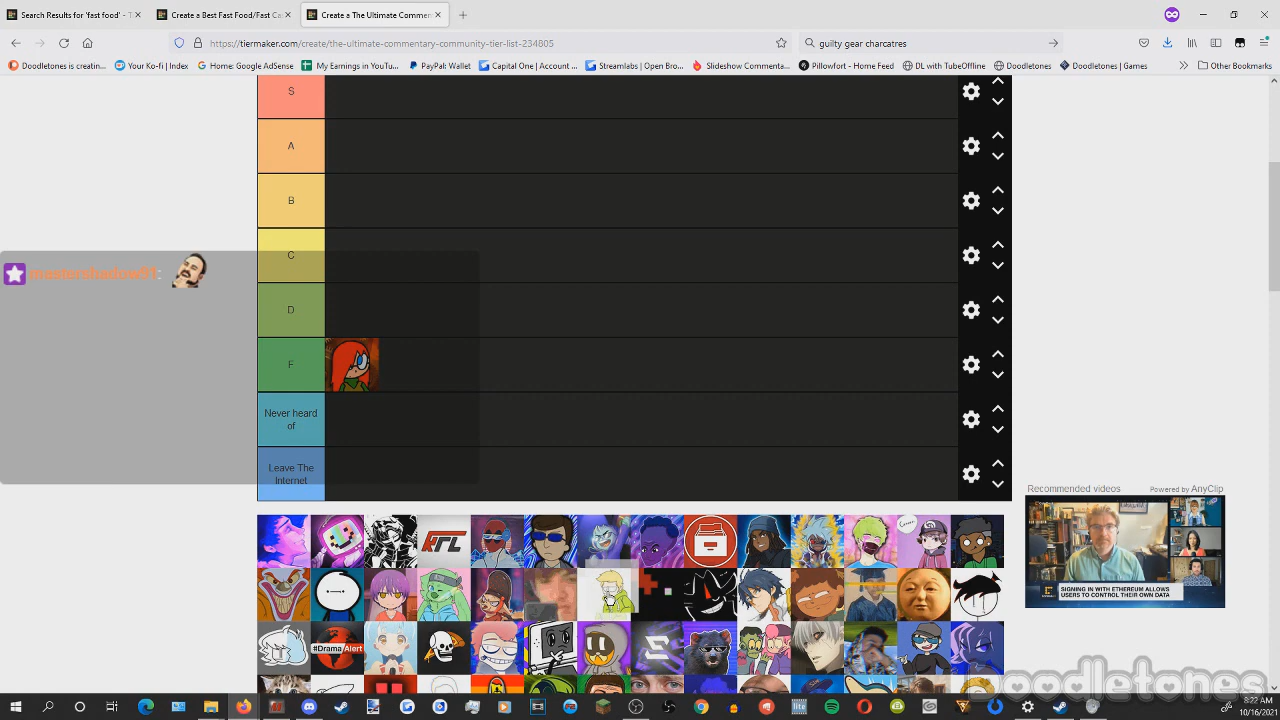 Search results for 'fast food' - T
Create a Best Fast Food/Fast Ca
Create a The Ultimate Commen
https://tiermaker.com/create/the-ultimate-commentary-community-tier-list-234805
guilty gear charcatres
Doodletones is creatin...
Your Ko-fi | Index
Home: Google AdSense
My Earnings in YouTu...
PayPak Wallet
Capital One | Account ...
Streamlabs | Open Bro...
Slideshow Commenta...
Blowfort - Home Feed
DL with TubeOffline
Doodletones
Doodletones | Games
Other Bookmarks
S
A
B
C
D
F
Never heard
of
Leave The
Internet
Recommended videos
Powered by AnyClip
SIGNING IN WITH ETHEREUM ALLOWS
USERS TO CONTROL THEIR OWN DATA
#Drama Alert
doodletones
8:22 AM
10/16/2021